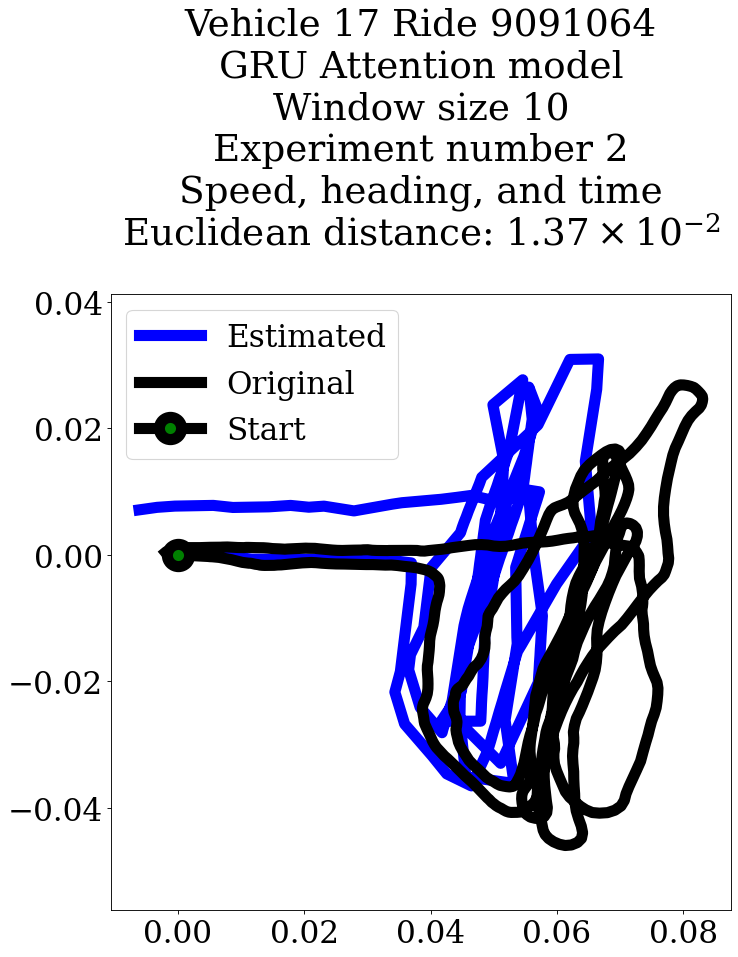 Vehicle 17 Ride 9091064
GRU Attention model
Window size 10
Experiment number 2
Speed, heading, and time
Euclidean distance: 1.37 × 10⁻²
Estimated
Original
Start
0.04
0.02
0.00
−0.02
−0.04
0.00 0.02 0.04 0.06 0.08